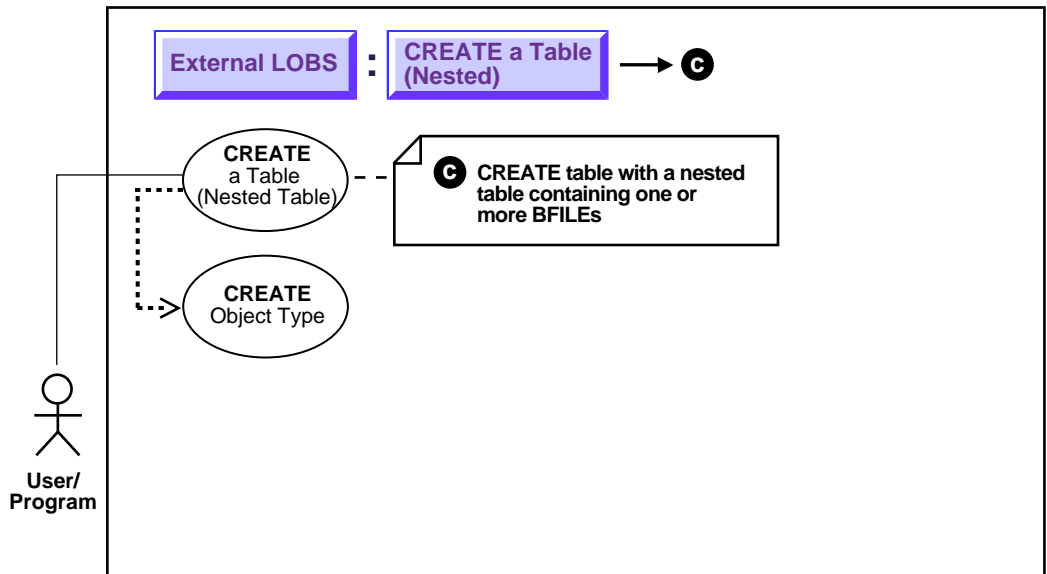 External LOBS : CREATE a Table
(Nested) C
CREATE
a Table
(Nested Table)
C CREATE table with a nested
table containing one or
more BFILEs
CREATE
Object Type
User/
Program